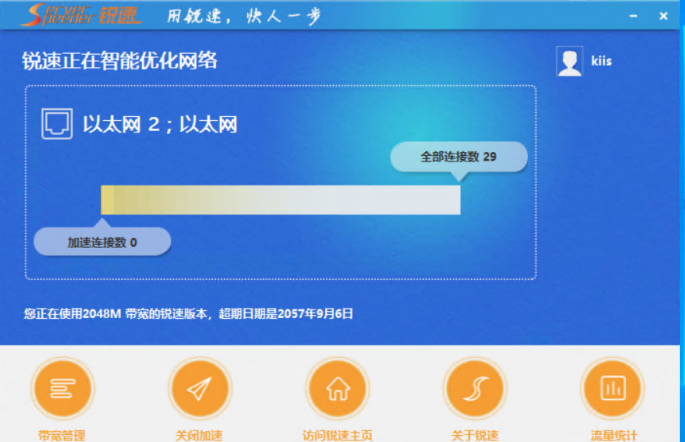 锐速
用锐速，快人一步
锐速正在智能优化网络
kiis
以太网 2；以太网
全部连接数 29
加速连接数 0
您正在使用2048M 带宽的锐速版本，超期日期是2057年9月6日
带宽管理
关闭加速
访问锐速主页
关于锐速
流量统计